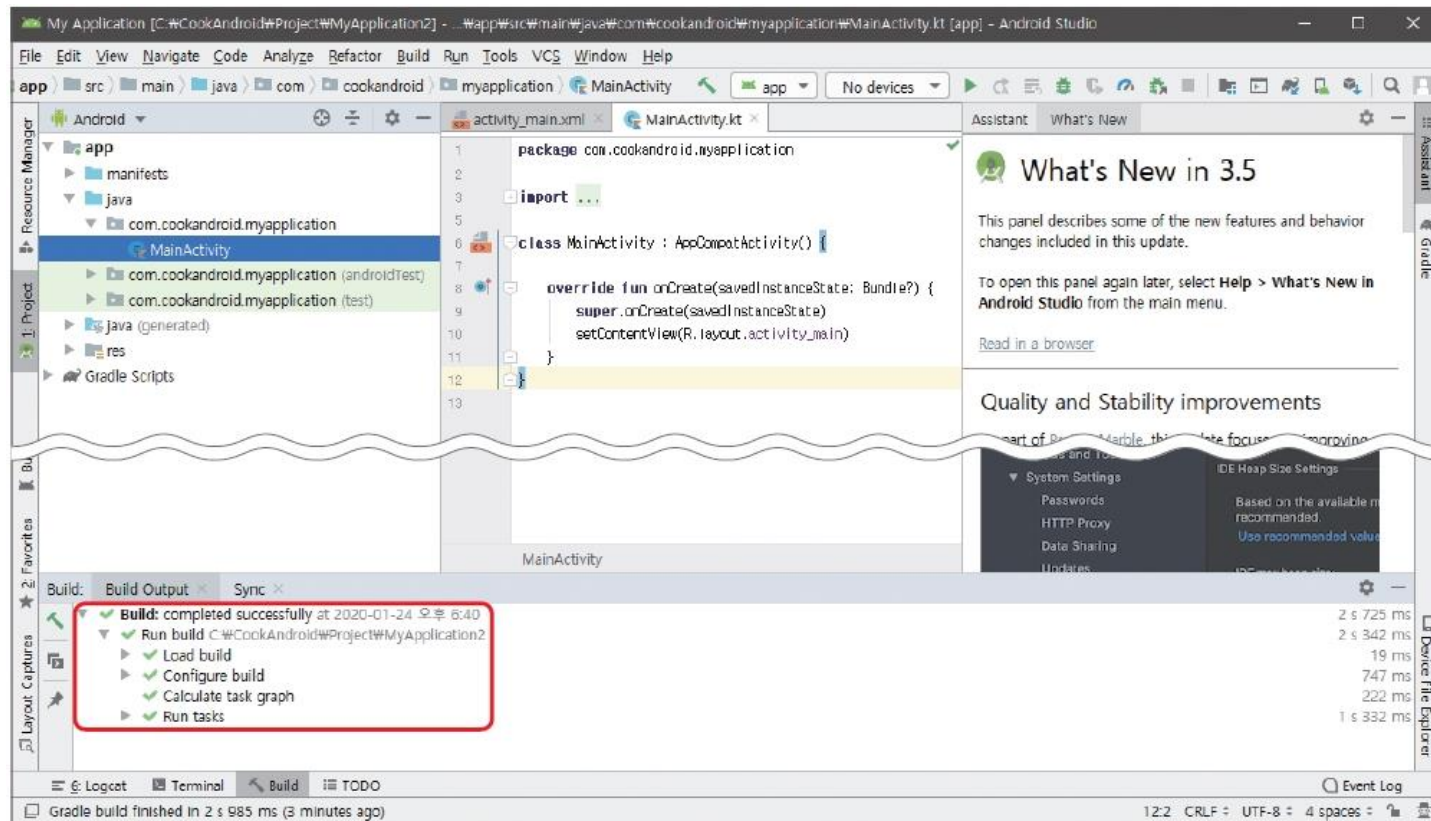 My Application [C:₩CookAndroid₩Project₩MyApplication2] - ...₩app₩src₩main₩java₩com₩cookandroid₩myapplication₩MainActivity.kt [app] - Android Studio
File Edit View Navigate Code Analyze Refactor Build Run Tools VCS Window Help
app src main java com cookandroid myapplication MainActivity app No devices
Android
activity_main.xml MainActivity.kt
Assistant What's New
Resource Manager
1: Project
2: Favorites
Layout Captures
app
manifests
java
com.cookandroid.myapplication
MainActivity
com.cookandroid.myapplication (androidTest)
com.cookandroid.myapplication (test)
java (generated)
res
Gradle Scripts
1 package com.cookandroid.myapplication
2
3 import ...
5
6 class MainActivity : AppCompatActivity() {
7
8 override fun onCreate(savedInstanceState: Bundle?) {
9 super.onCreate(savedInstanceState)
10 setContentView(R.layout.activity_main)
11 }
12 }
13
MainActivity
What's New in 3.5
This panel describes some of the new features and behavior
changes included in this update.
To open this panel again later, select Help > What's New in
Android Studio from the main menu.
Read in a browser
Quality and Stability improvements
System Settings
Passwords
HTTP Proxy
Data Sharing
Updates
IDE Heap Size Settings
Based on the available
recommended.
Use recommended value
Assistant
Gradle
Device File Explorer
Build: Build Output Sync
Build: completed successfully at 2020-01-24 오후 6:40 2 s 725 ms
Run build C:₩CookAndroid₩Project₩MyApplication2 2 s 342 ms
Load build 19 ms
Configure build 747 ms
Calculate task graph 222 ms
Run tasks 1 s 332 ms
6: Logcat Terminal Build TODO Event Log
Gradle build finished in 2 s 985 ms (3 minutes ago) 12:2 CRLF UTF-8 4 spaces